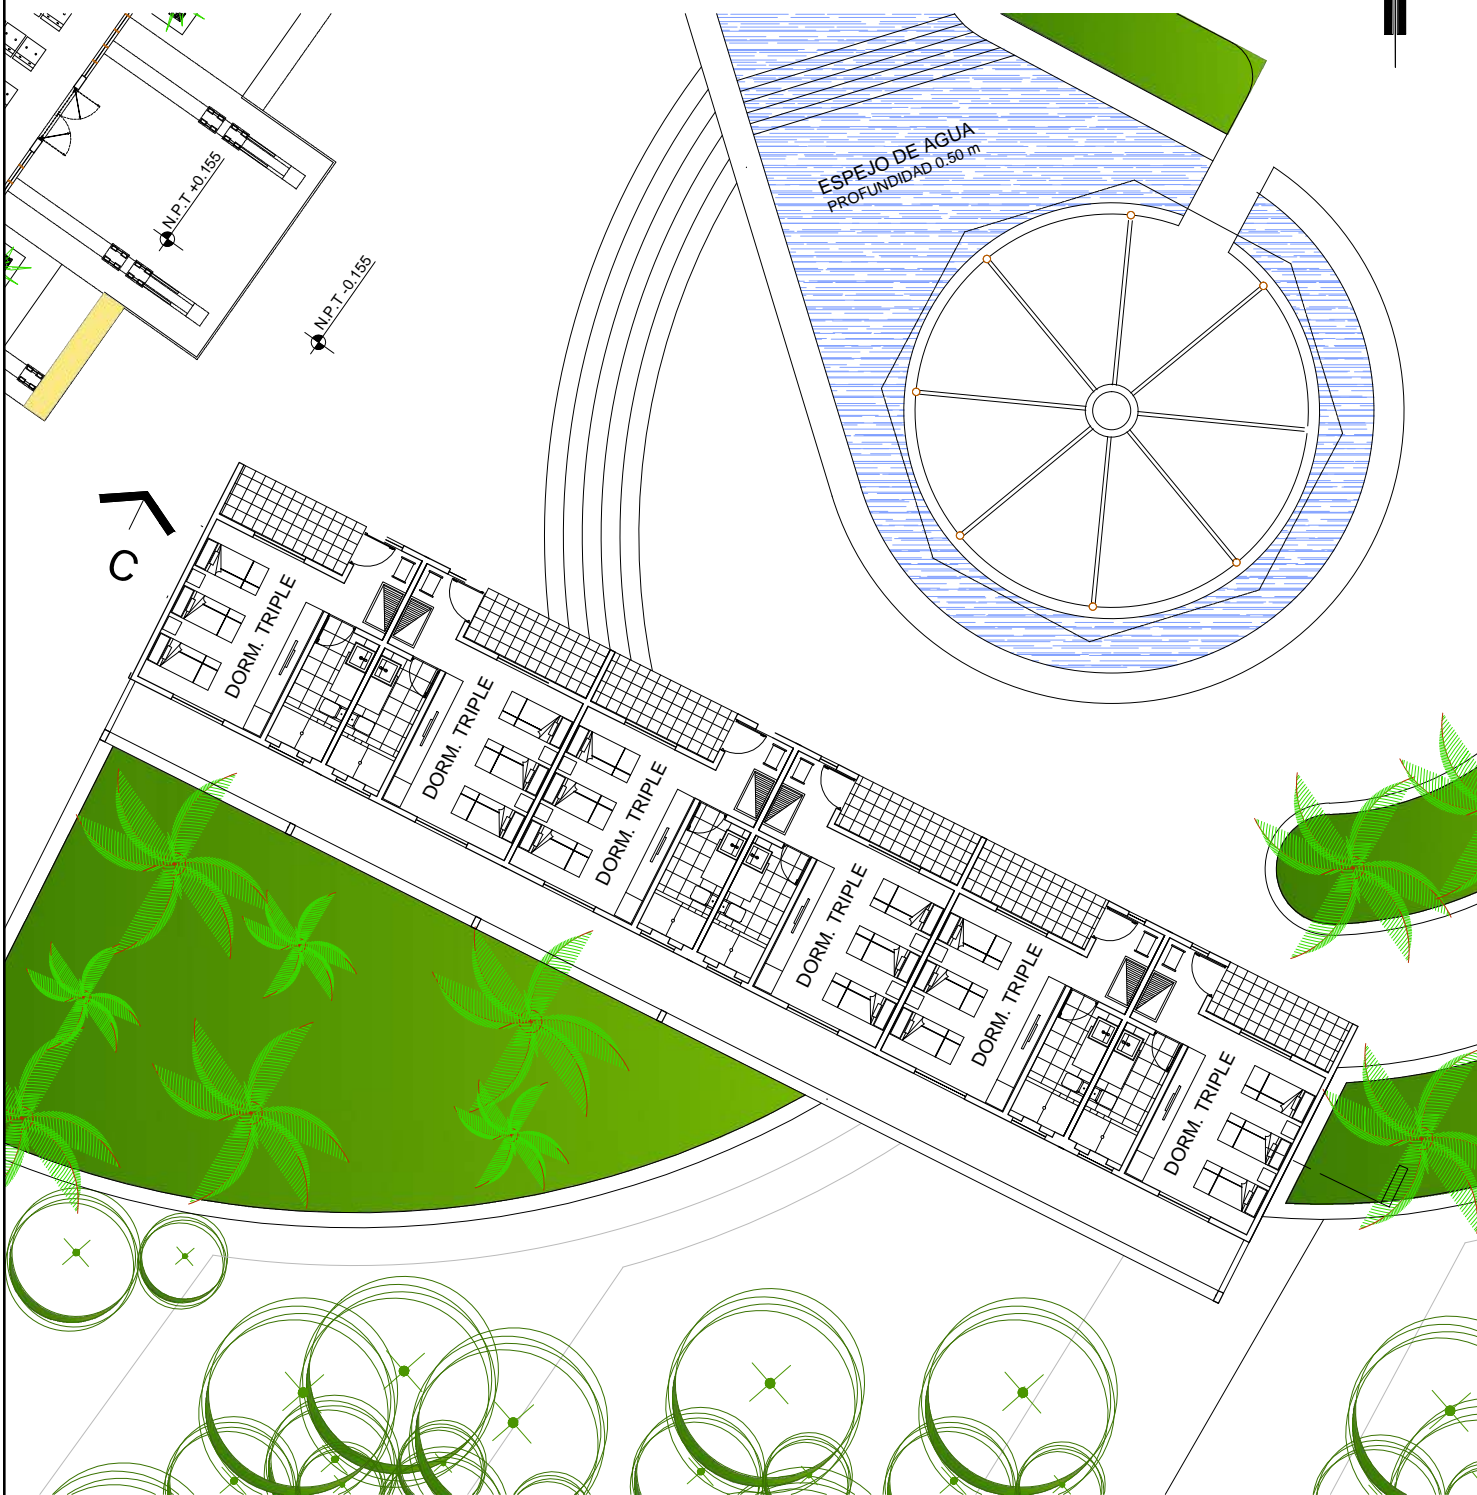 ESPEJO DE AGUA
PROFUNDIDAD 0.50 m
N.P.T +0.155
N.P.T -0.155
C
DORM. TRIPLE
DORM. TRIPLE
DORM. TRIPLE
DORM. TRIPLE
DORM. TRIPLE
DORM. TRIPLE